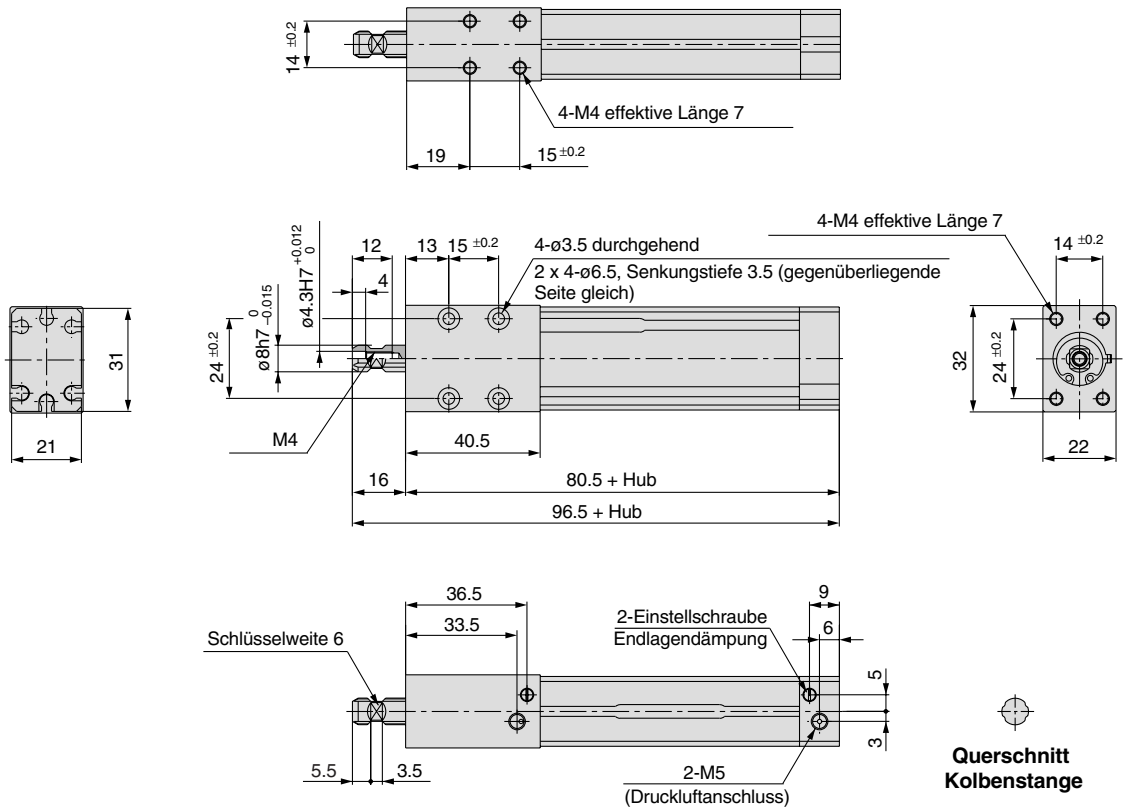 14 ±0.2
4-M4 effektive Länge 7
19
15 ±0.2
4-M4 effektive Länge 7
12
13
15 ±0.2
4-ø3.5 durchgehend
2 x 4-ø6.5, Senkungstiefe 3.5 (gegenüberliegende
Seite gleich)
14 ±0.2
4
ø4.3H7 +0.012 0
ø8h7 0 -0.015
24 ±0.2
31
32
24 ±0.2
M4
21
40.5
22
16
80.5 + Hub
96.5 + Hub
36.5
33.5
Schlüsselweite 6
2-Einstellschraube
Endlagendämpung
9
6
5
3
5.5
3.5
2-M5
(Druckluftanschluss)
Querschnitt
Kolbenstange